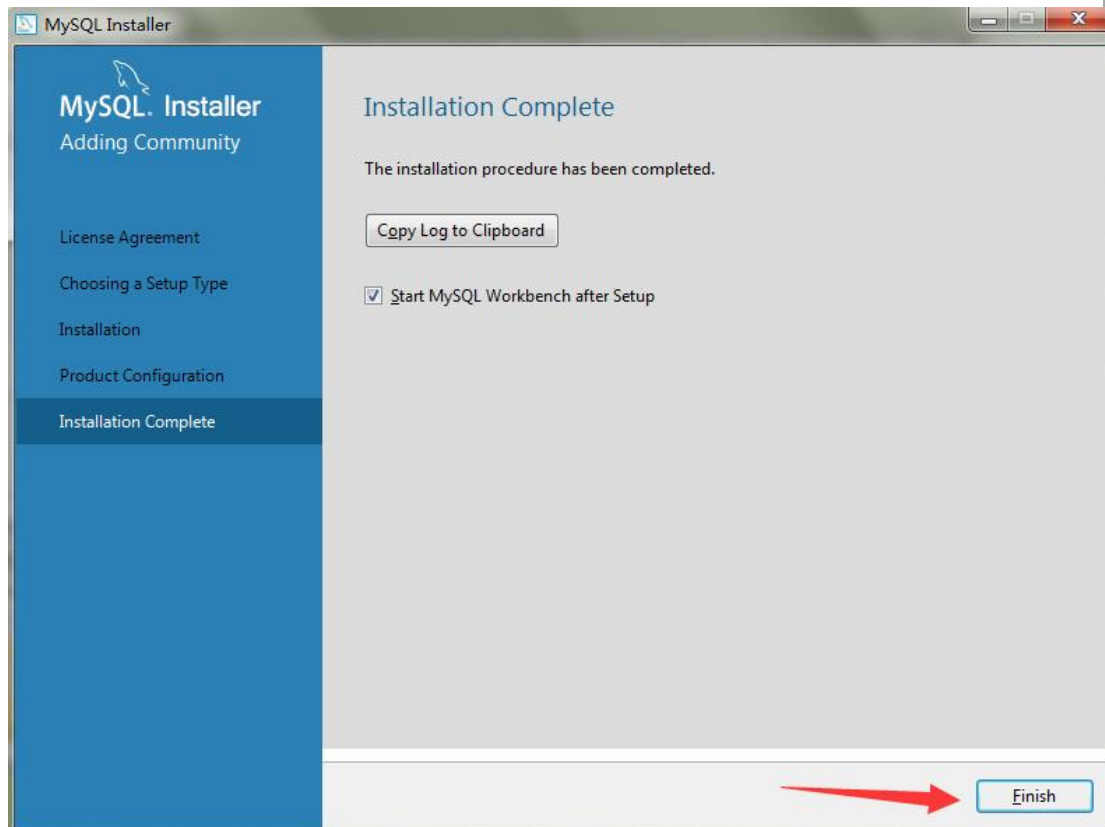 MySQL Installer
MySQL. Installer
Adding Community
License Agreement
Choosing a Setup Type
Installation
Product Configuration
Installation Complete
Installation Complete
The installation procedure has been completed.
Copy Log to Clipboard
Start MySQL Workbench after Setup
Finish